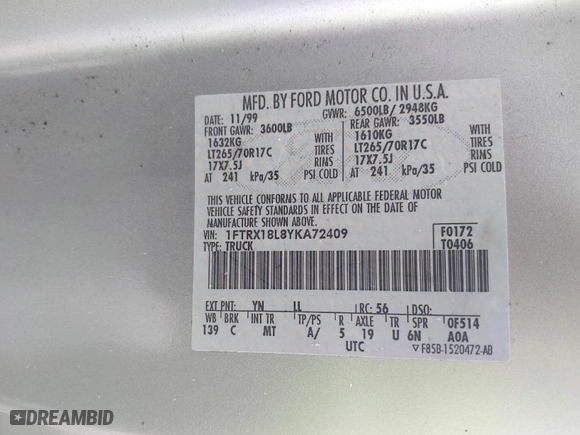 MFD. BY FORD MOTOR CO. IN U.S.A.
DATE: 11/99 GVWR: 6500LB/ 2948KG
FRONT GAWR: 3600LB REAR GAWR: 3550LB
1632KG WITH 1610KG WITH
LT265/70R17C TIRES LT265/70R17C TIRES
17X7.5J RIMS 17X7.5J RIMS
AT 241 kPa/35 PSI COLD AT 241 kPa/35 PSI COLD
THIS VEHICLE CONFORMS TO ALL APPLICABLE FEDERAL MOTOR
VEHICLE SAFETY STANDARDS IN EFFECT ON THE DATE OF
MANUFACTURE SHOWN ABOVE.
VIN: 1FTRX18L8YKA72409 F0172
TYPE: TRUCK T0406
EXT PNT: YN LL RC: 56 DSO:
WB BRK INT TR TP/PS R AXLE TR SPR 0F514
139 C MT A/ 5 19 U 6N A0A
UTC F85B-1520472-AB
DREAMBID